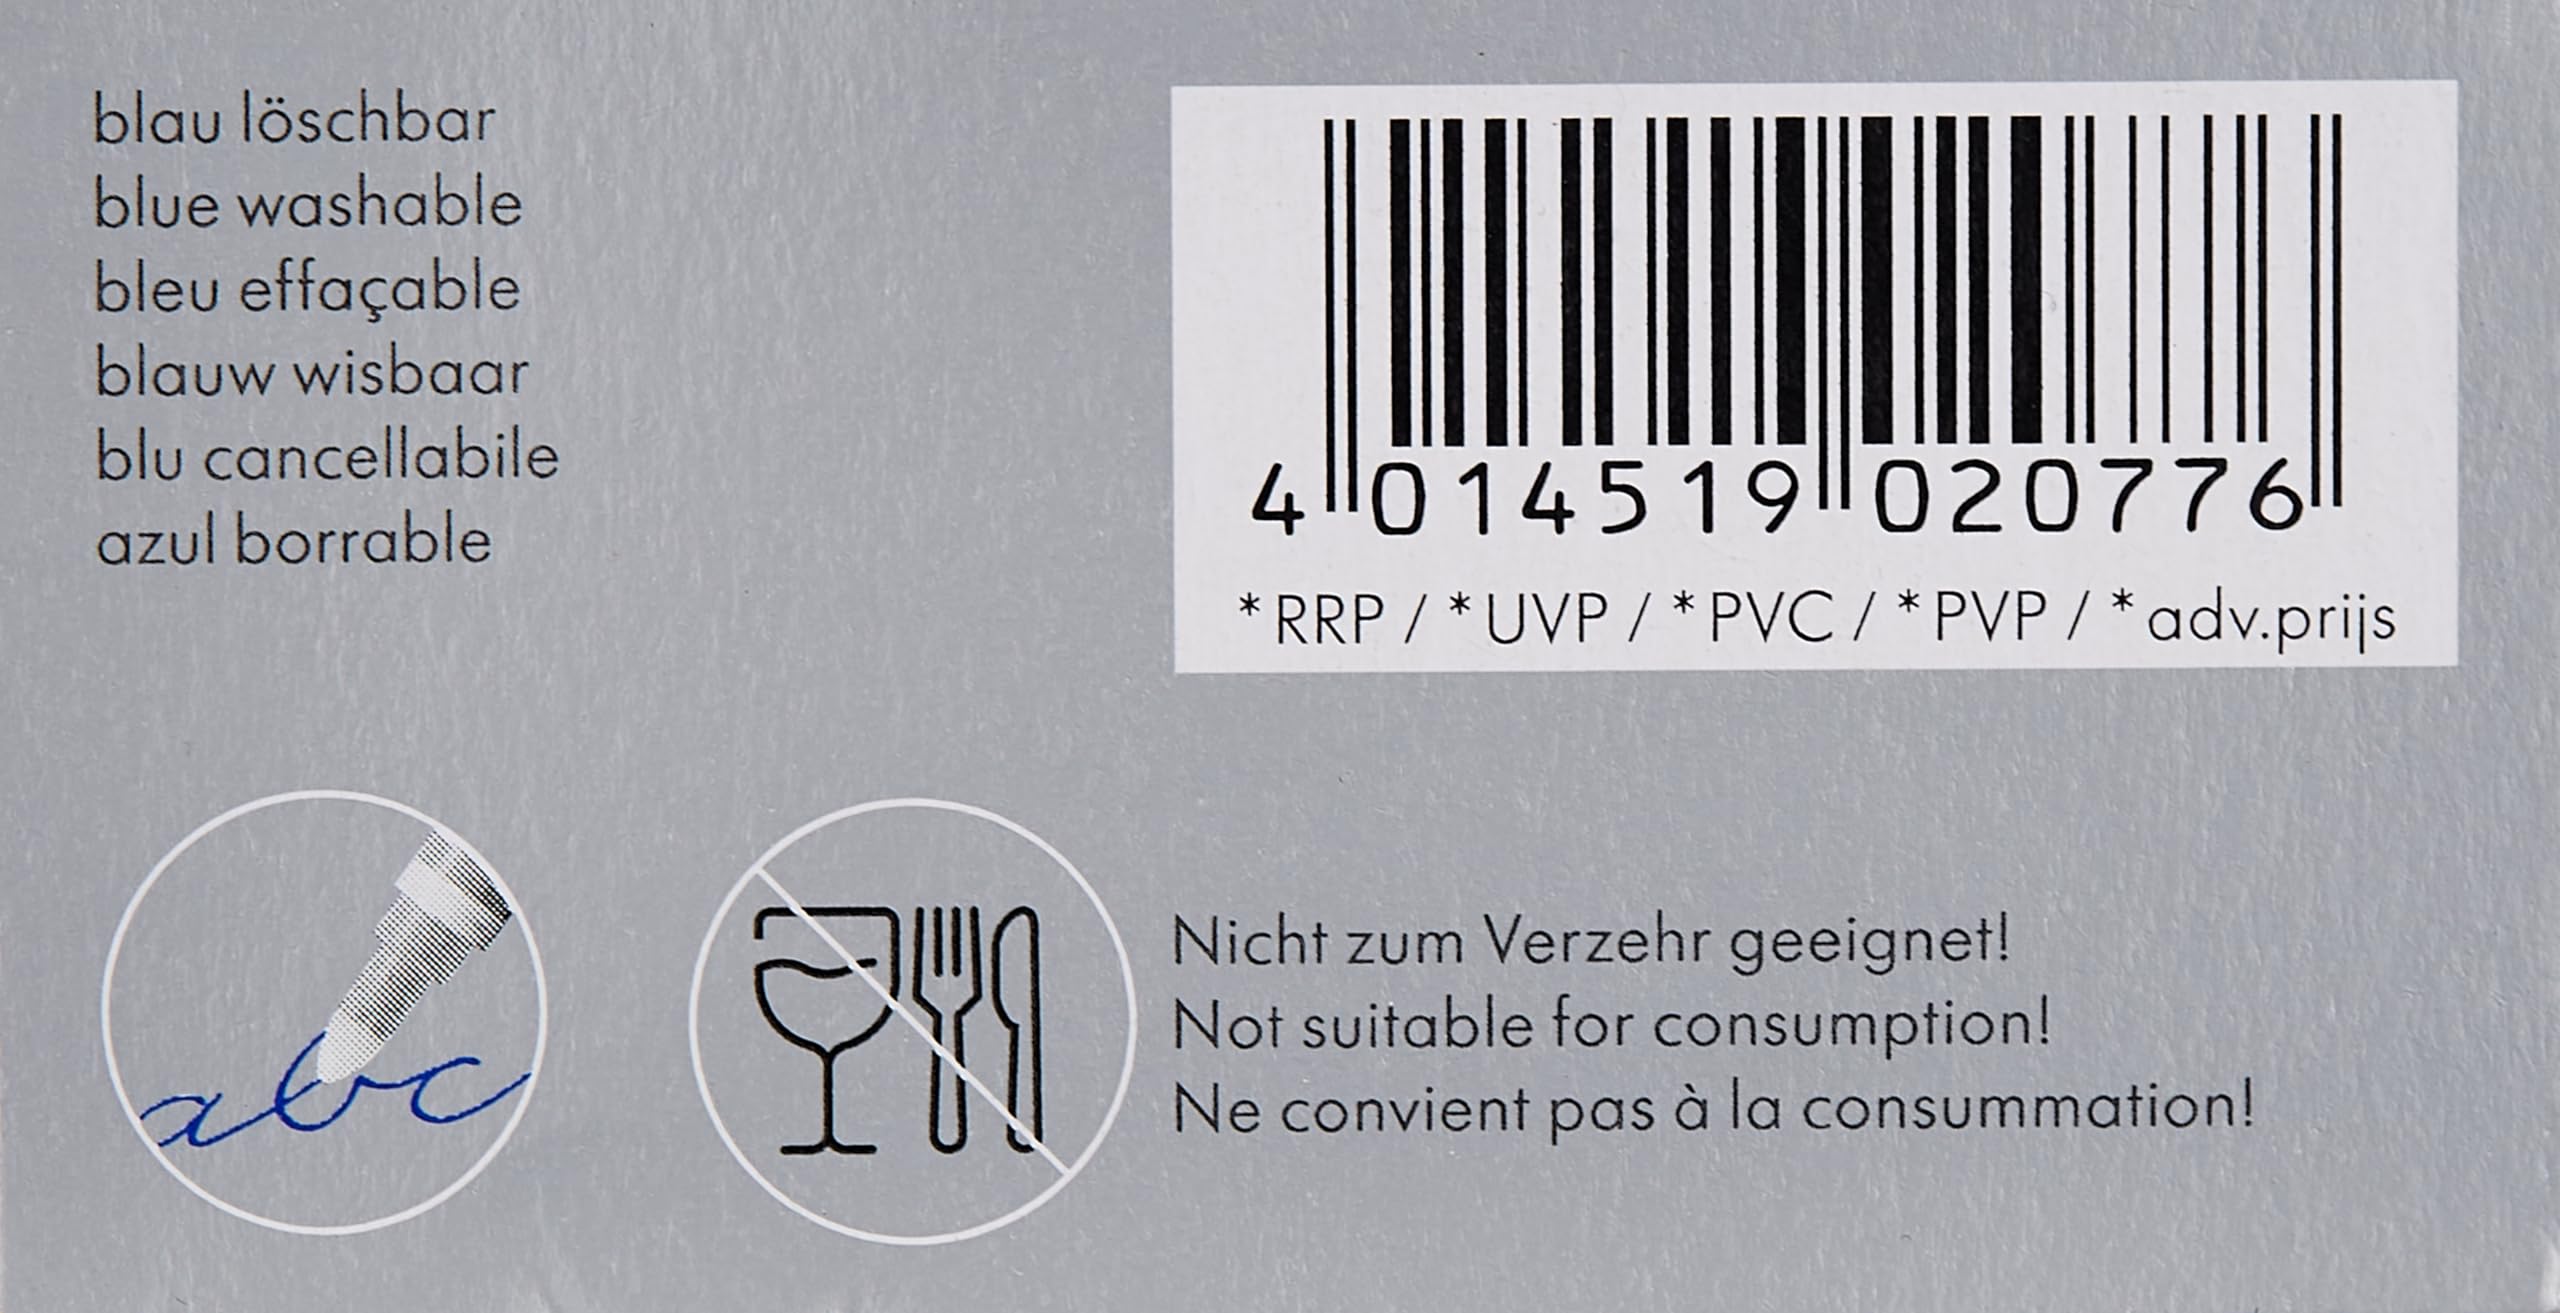 blau löschbar
blue washable
bleu effaçable
blauw wisbaar
blu cancellabile
azul borrable
4 014519 020776
*RRP / *UVP / *PVC / *PVP / *adv.prijs
abc
Nicht zum Verzehr geeignet!
Not suitable for consumption!
Ne convient pas à la consummation!